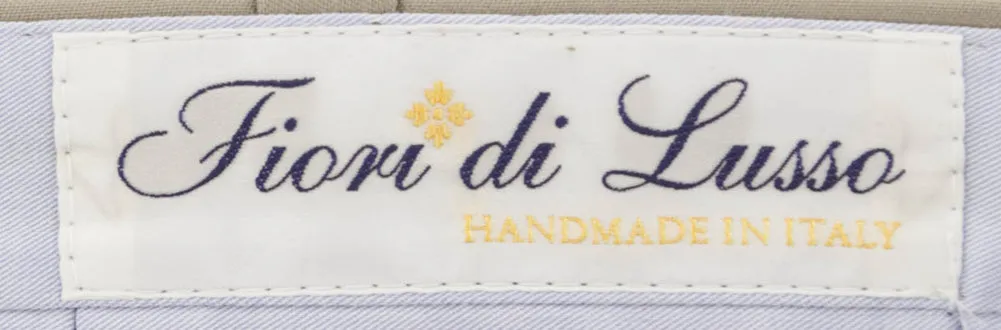 Fiori di Lusso
HANDMADE IN ITALY